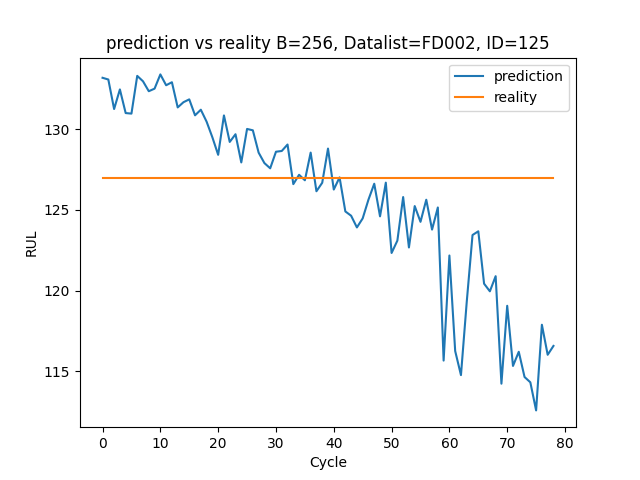 prediction vs reality B=256, Datalist=FD002, ID=125
prediction
reality
130
125
120
115
RUL
0 10 20 30 40 50 60 70 80
Cycle